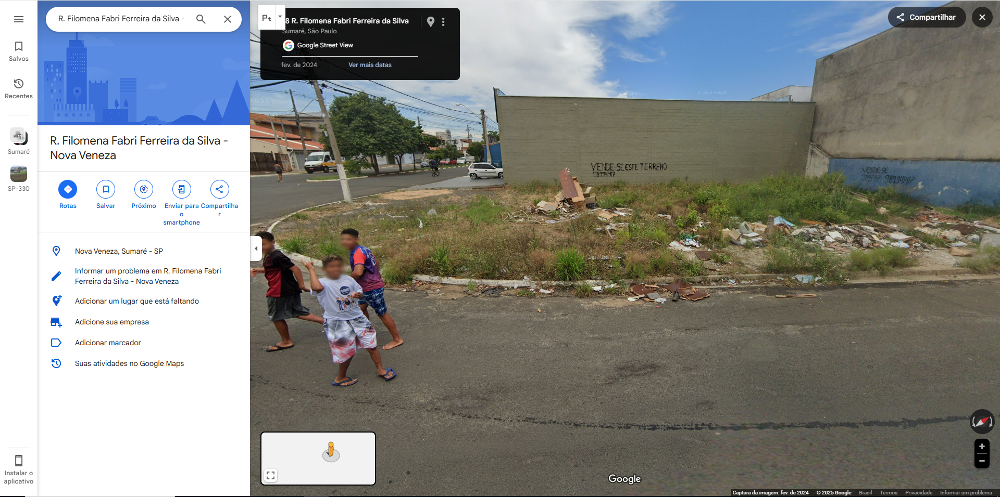 R. Filomena Fabri Ferreira da Silva -
Salvos
Recentes
Sumaré
SP-330
Instalar o
aplicativo
R. Filomena Fabri Ferreira da Silva -
Nova Veneza
Rotas
Salvar
Próximo
Enviar para
o
smartphone
Compartilha
r
Nova Veneza, Sumaré - SP
Informar um problema em R. Filomena Fabri
Ferreira da Silva - Nova Veneza
Adicionar um lugar que está faltando
Adicione sua empresa
Adicionar marcador
Suas atividades no Google Maps
8 R. Filomena Fabri Ferreira da Silva
Sumaré, São Paulo
Google Street View
fev. de 2024
Ver mais datas
Compartilhar
VENDE-SE ESTE TERRENO
VENDE-SE
989941417
© 2024 Google
Google
Captura da imagem: fev. de 2024 © 2025 Google Brasil Termos Privacidade Informar um problema